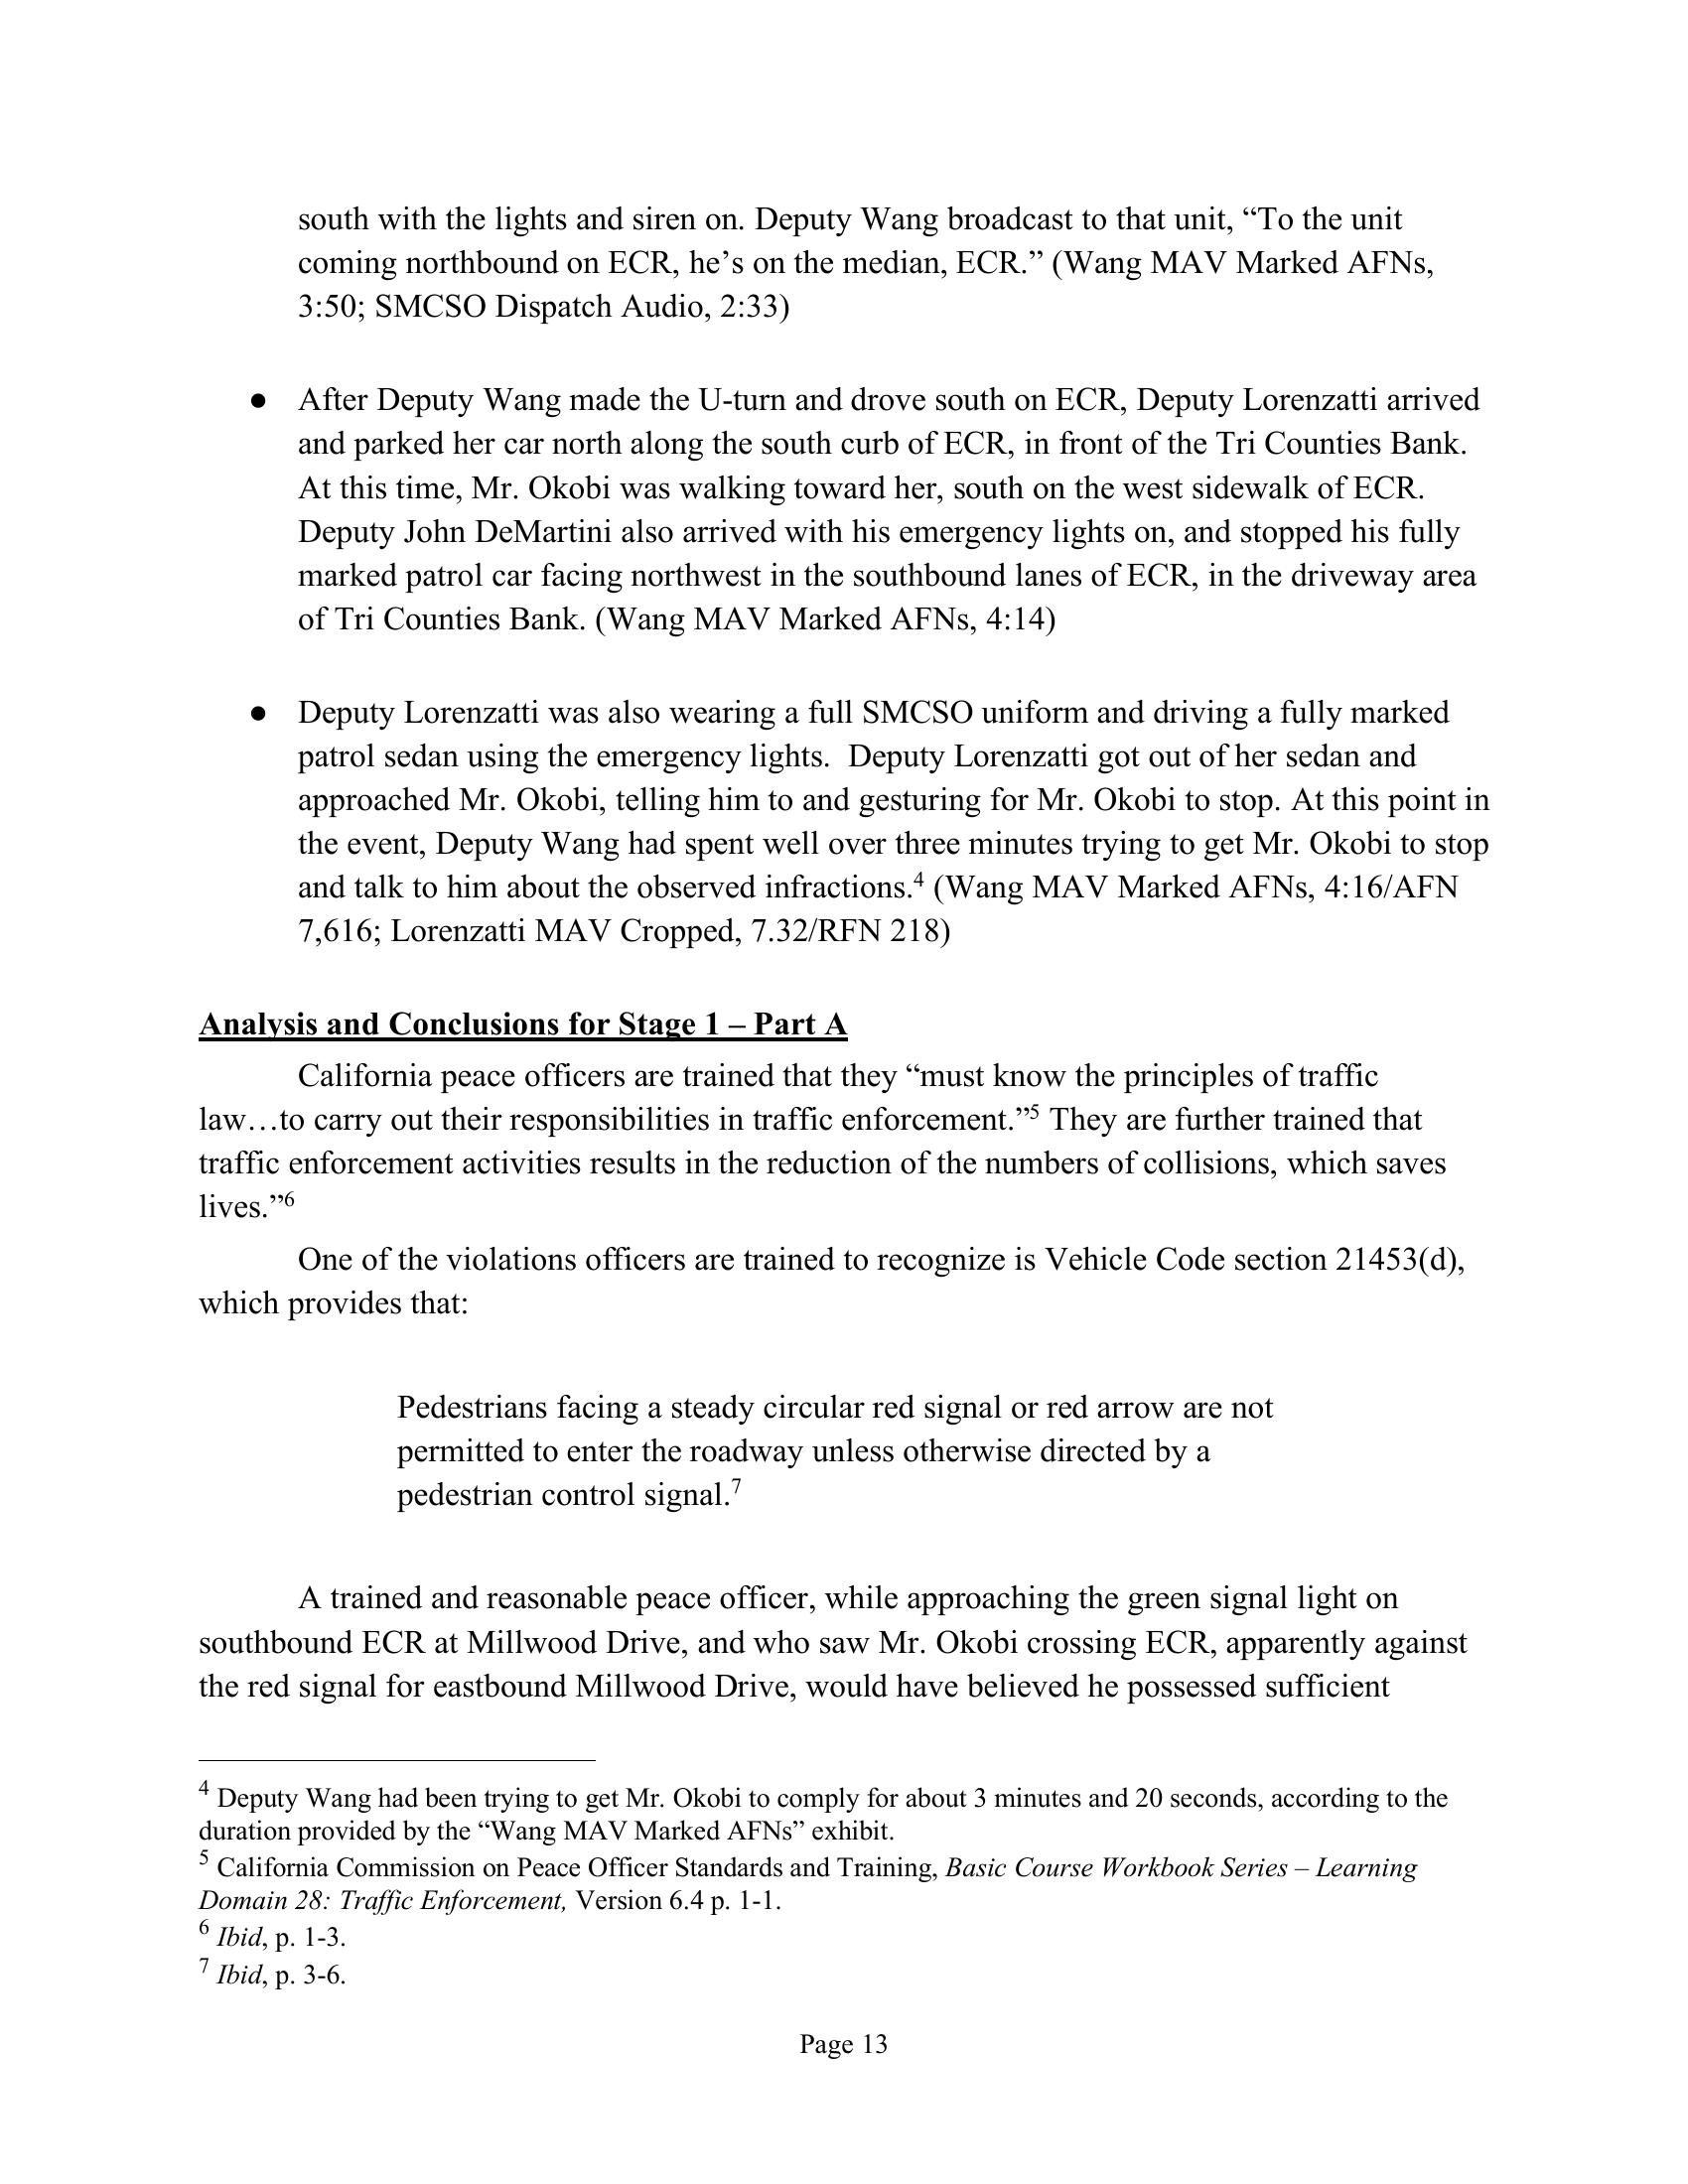 south with the lights and siren on. Deputy Wang broadcast to that unit, “To the unit
coming northbound on ECR, he’s on the median, ECR.” (Wang MAV Marked AFNs,
3:50; SMCSO Dispatch Audio, 2:33)
● After Deputy Wang made the U-turn and drove south on ECR, Deputy Lorenzatti arrived
and parked her car north along the south curb of ECR, in front of the Tri Counties Bank.
At this time, Mr. Okobi was walking toward her, south on the west sidewalk of ECR.
Deputy John DeMartini also arrived with his emergency lights on, and stopped his fully
marked patrol car facing northwest in the southbound lanes of ECR, in the driveway area
of Tri Counties Bank. (Wang MAV Marked AFNs, 4:14)
● Deputy Lorenzatti was also wearing a full SMCSO uniform and driving a fully marked
patrol sedan using the emergency lights.  Deputy Lorenzatti got out of her sedan and
approached Mr. Okobi, telling him to and gesturing for Mr. Okobi to stop. At this point in
the event, Deputy Wang had spent well over three minutes trying to get Mr. Okobi to stop
and talk to him about the observed infractions.⁴ (Wang MAV Marked AFNs, 4:16/AFN
7,616; Lorenzatti MAV Cropped, 7.32/RFN 218)
Analysis and Conclusions for Stage 1 – Part A
California peace officers are trained that they “must know the principles of traffic
law…to carry out their responsibilities in traffic enforcement.”⁵ They are further trained that
traffic enforcement activities results in the reduction of the numbers of collisions, which saves
lives.”⁶
One of the violations officers are trained to recognize is Vehicle Code section 21453(d),
which provides that:
Pedestrians facing a steady circular red signal or red arrow are not
permitted to enter the roadway unless otherwise directed by a
pedestrian control signal.⁷
A trained and reasonable peace officer, while approaching the green signal light on
southbound ECR at Millwood Drive, and who saw Mr. Okobi crossing ECR, apparently against
the red signal for eastbound Millwood Drive, would have believed he possessed sufficient
⁴ Deputy Wang had been trying to get Mr. Okobi to comply for about 3 minutes and 20 seconds, according to the
duration provided by the “Wang MAV Marked AFNs” exhibit.
⁵ California Commission on Peace Officer Standards and Training, Basic Course Workbook Series – Learning
Domain 28: Traffic Enforcement, Version 6.4 p. 1-1.
⁶ Ibid, p. 1-3.
⁷ Ibid, p. 3-6.
Page 13